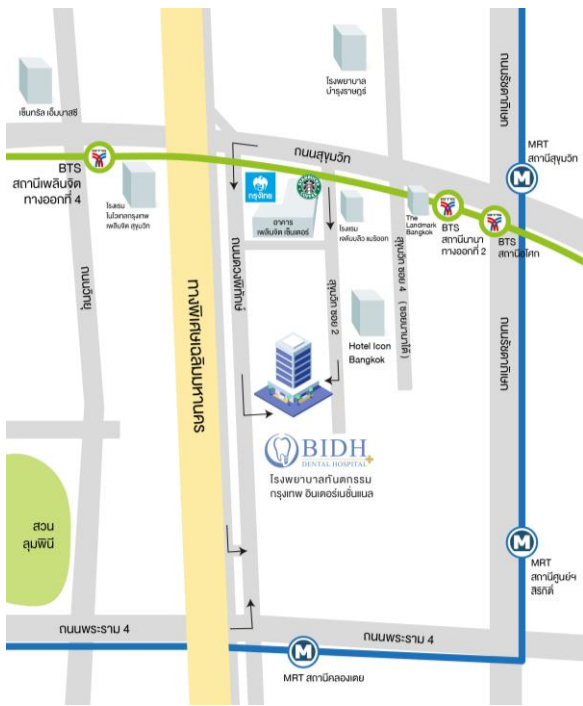 โรงพยาบาล
บำรุงราษฎร์
ถนนรัชดาภิเษก
เซ็นทรัล เอ็มบาสซี
MRT
สถานีสุขุมวิท
ถนนสุขุมวิท
BTS
สถานีเพลินจิต
ทางออกที่ 4
โรงแรม
โนโวเทลกรุงเทพ
เพลินจิต สุขุมวิท
กรุงไทย
อาคาร
เพลินจิต เซ็นเตอร์
โรงแรม
เจดับบลิว แมริออท
The
Landmark
Bangkok
BTS
สถานีนานา
ทางออกที่ 2
BTS
สถานีอโศก
ถนนวิทยุ
ทางพิเศษเฉลิมมหานคร
ถนนดวงพิทักษ์
สุขุมวิท ซอย 2
สุขุมวิท ซอย 4 (ซอยนานาใต้)
ถนนรัชดาภิเษก
Hotel Icon
Bangkok
BIDH
DENTAL HOSPITAL
โรงพยาบาลทันตกรรม
กรุงเทพ อินเตอร์เนชั่นแนล
สวน
ลุมพินี
MRT
สถานีศูนย์ฯ
สิริกิติ์
ถนนพระราม 4
ถนนพระราม 4
MRT สถานีคลองเตย